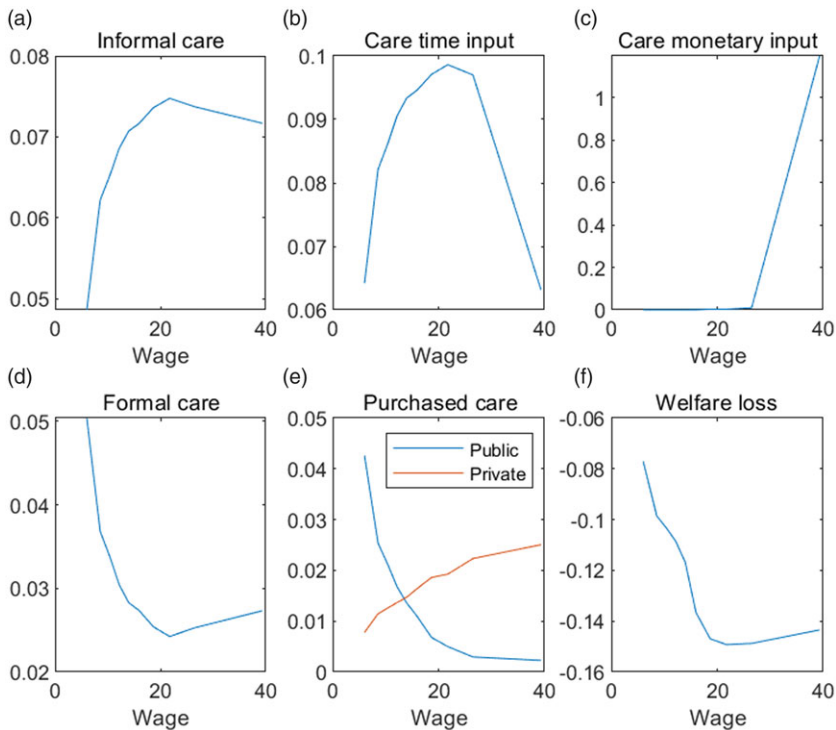 (a)
Informal care
0.08
0.07
0.06
0.05
0
20
40
Wage
(b)
Care time input
0.1
0.09
0.08
0.07
0.06
0
20
40
Wage
(c)
Care monetary input
1
0.8
0.6
0.4
0.2
0
0
20
40
Wage
(d)
Formal care
0.05
0.04
0.03
0.02
0
20
40
Wage
(e)
Purchased care
Public
Private
0.05
0.04
0.03
0.02
0.01
0
0
20
40
Wage
(f)
Welfare loss
-0.06
-0.08
-0.1
-0.12
-0.14
-0.16
0
20
40
Wage